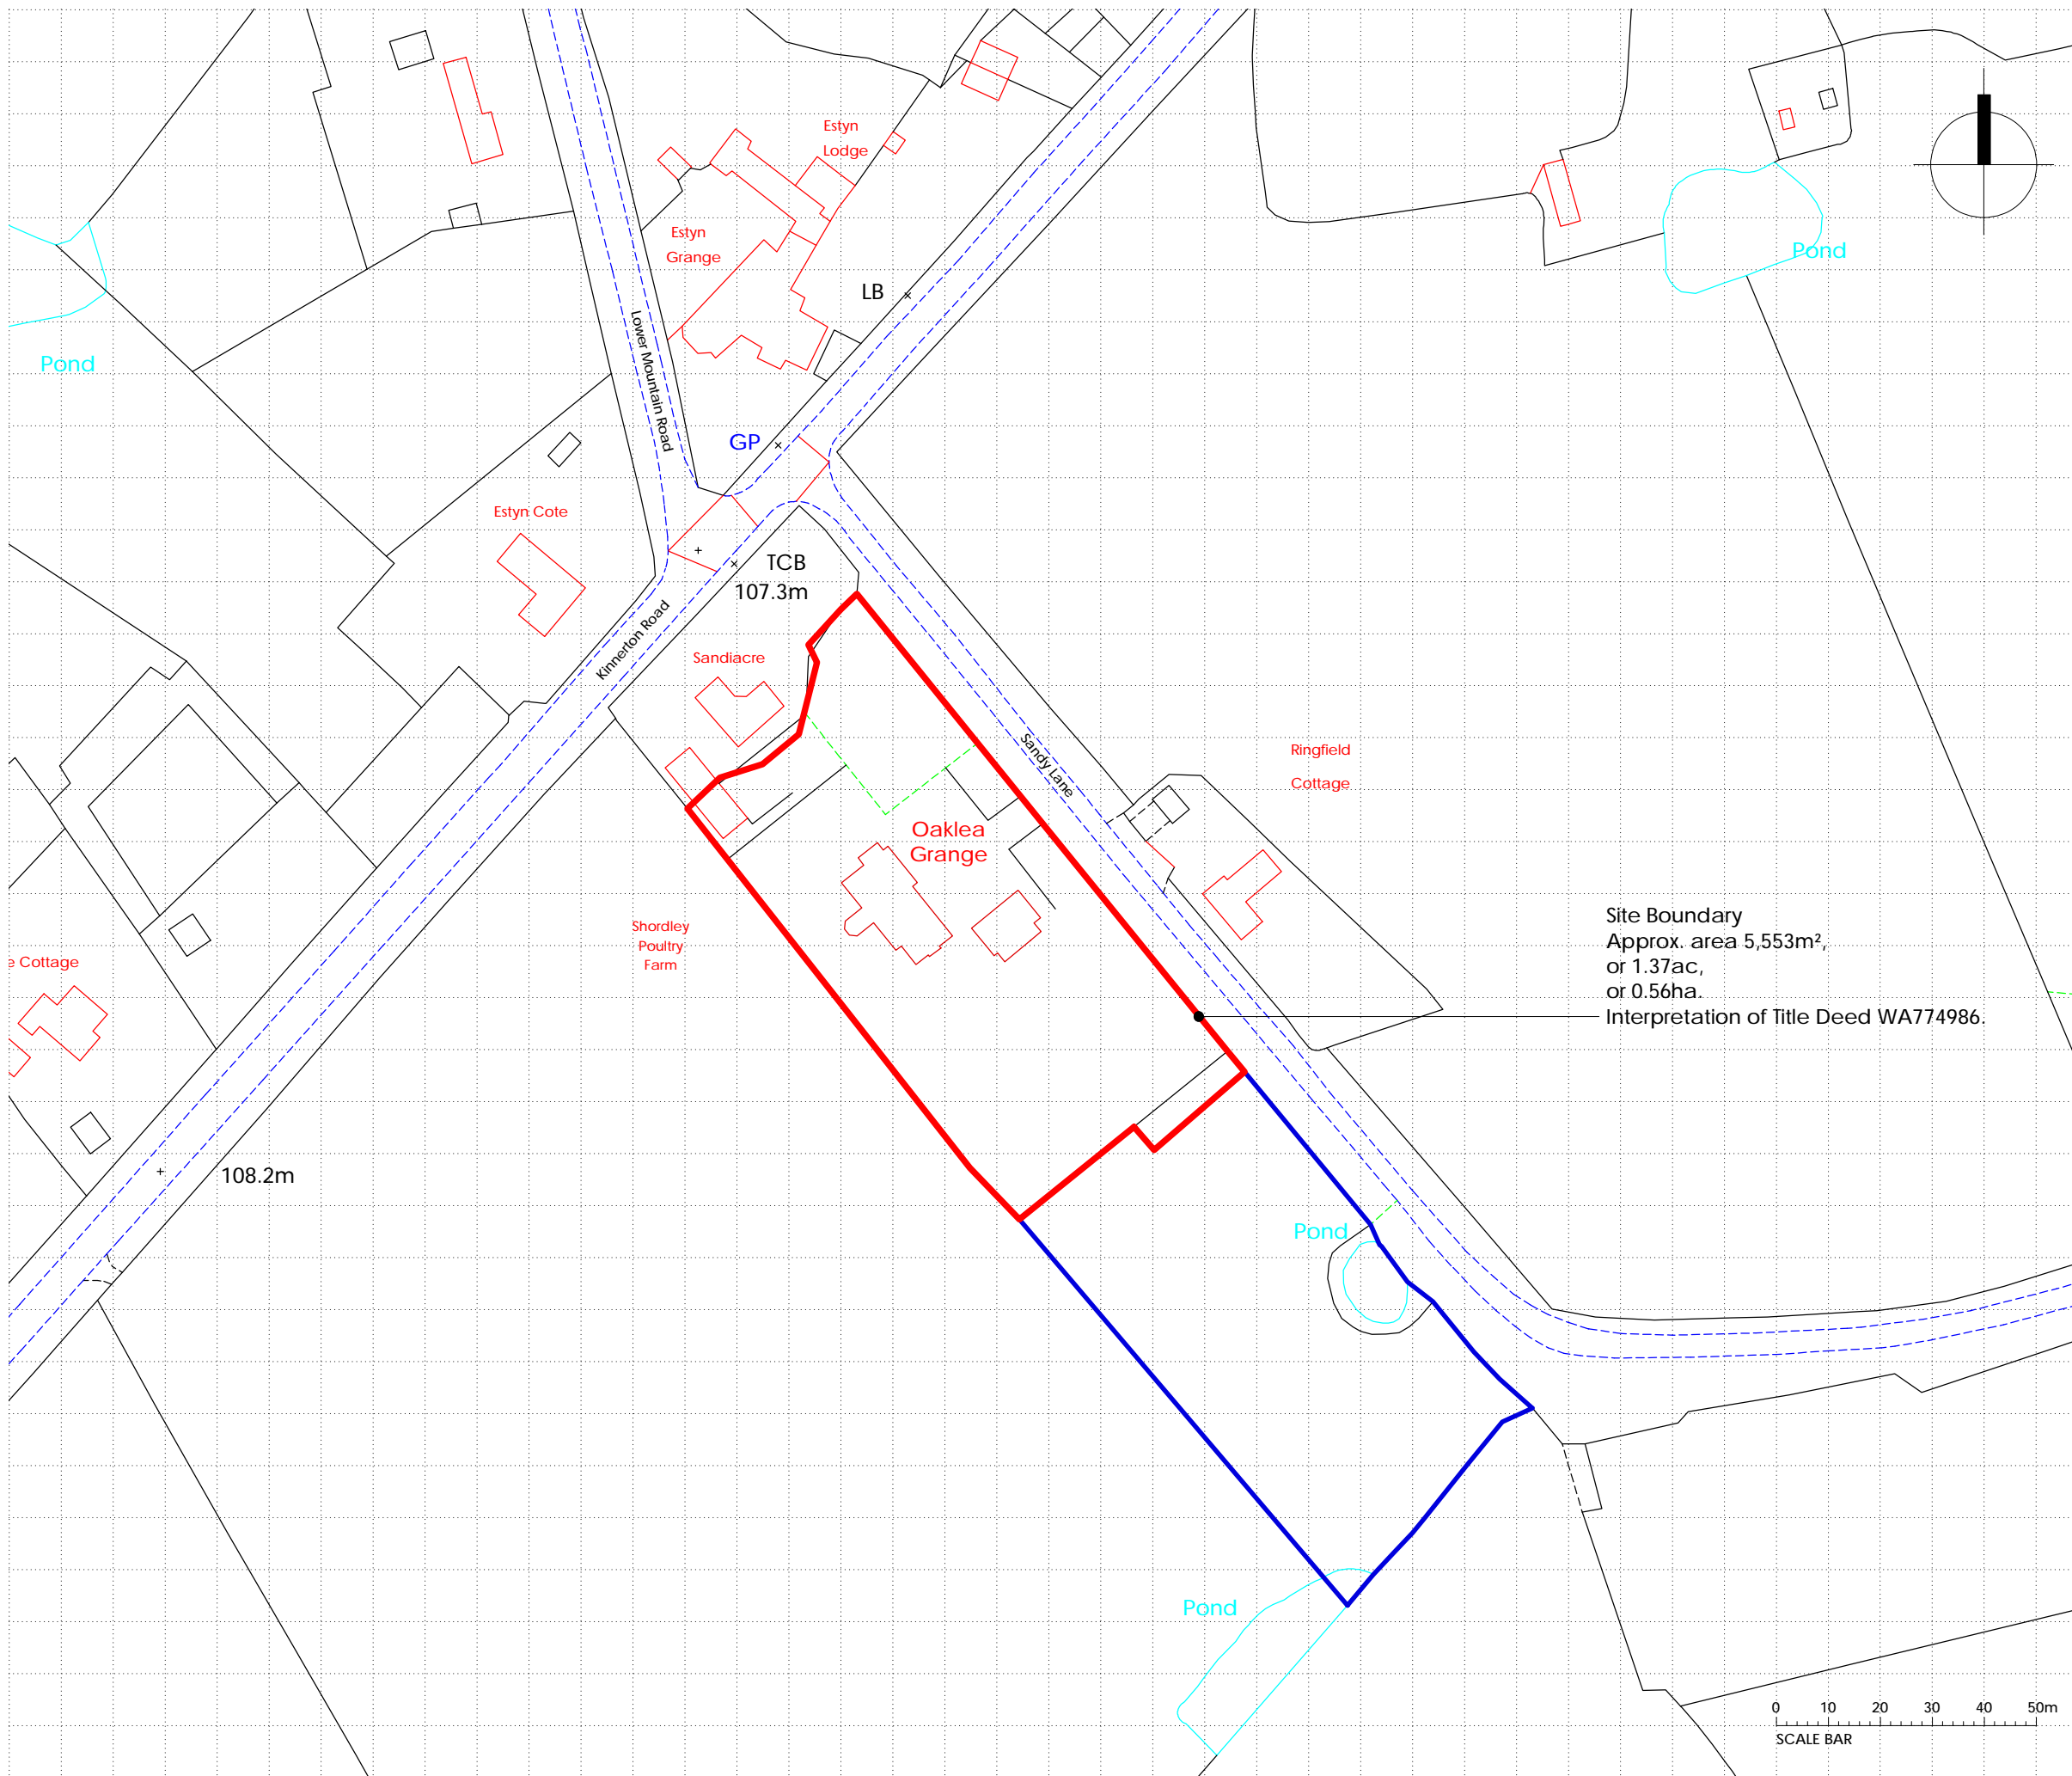 Estyn
Lodge
Estyn
Grange
LB
Pond
Pond
Lower Mountain Road
GP
Estyn Cote
TCB
107.3m
Kinnerton Road
Sandiacre
Sandy Lane
Ringfield
Cottage
Oaklea
Grange
Shordley
Poultry
Farm
e Cottage
Site Boundary
Approx. area 5,553m²,
or 1.37ac,
or 0.56ha.
Interpretation of Title Deed WA774986.
108.2m
Pond
Pond
0 10 20 30 40 50m
SCALE BAR